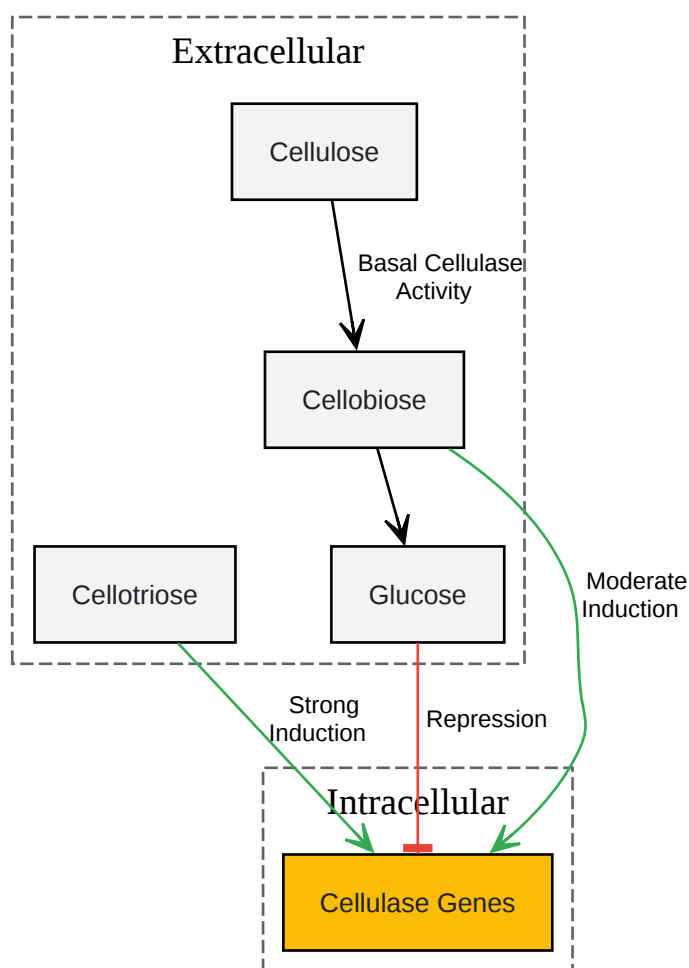 Extracellular
Cellulose
Basal Cellulase
Activity
Cellobiose
Cellotriose
Glucose
Moderate
Induction
Strong
Induction
Repression
Intracellular
Cellulase Genes